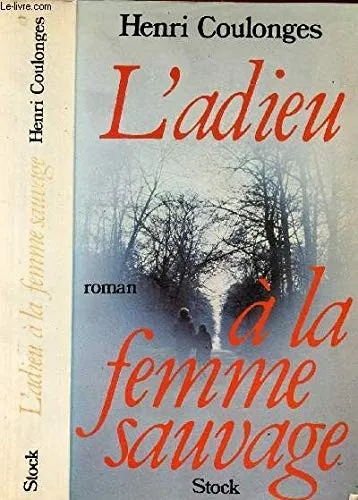 Le-livre.com
Henri Coulonges
L'adieu à la femme sauvage
Stock
Henri Coulonges
L'adieu
roman
à la
femme
sauvage
Stock